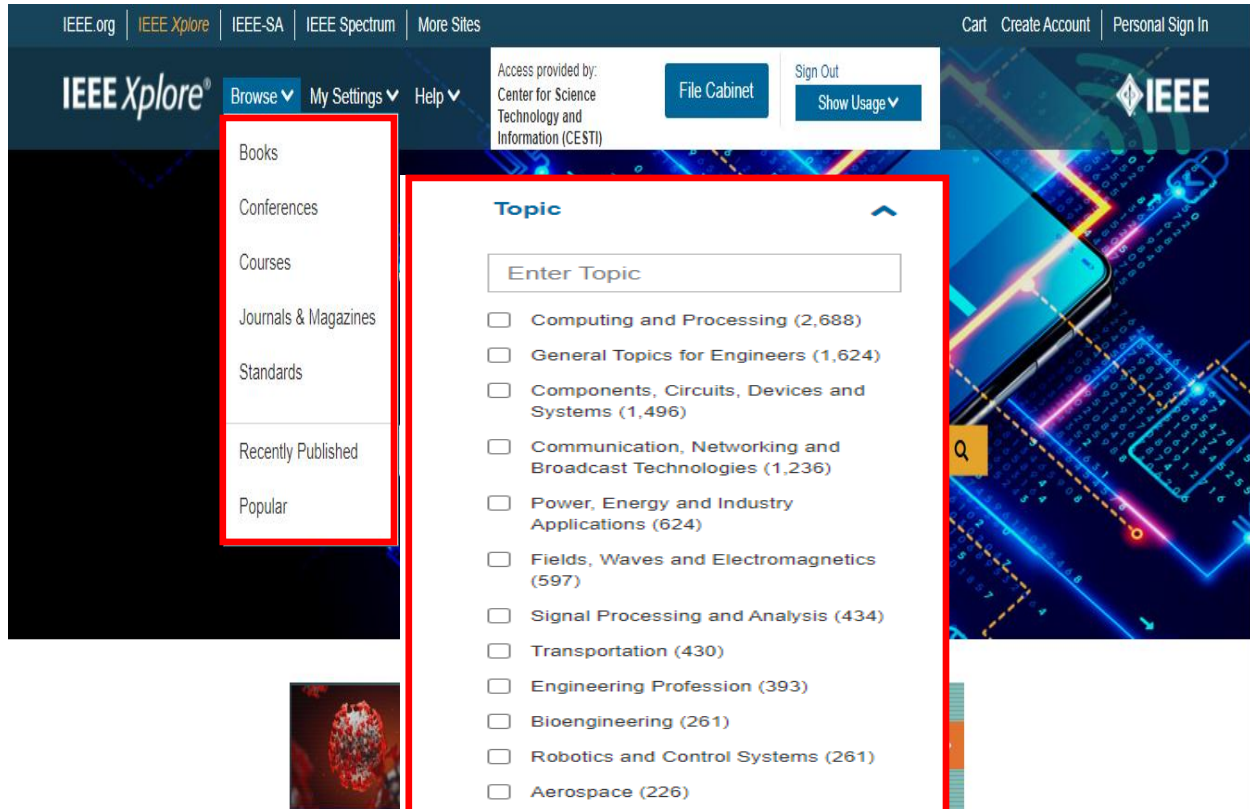 IEEE.org IEEE Xplore IEEE-SA IEEE Spectrum More Sites Cart Create Account Personal Sign In
IEEE Xplore® Browse My Settings Help
Access provided by:
Center for Science
Technology and
Information (CESTI)
File Cabinet
Sign Out
Show Usage
IEEE
Books
Conferences
Courses
Journals & Magazines
Standards
Recently Published
Popular
Topic
Enter Topic
Computing and Processing (2,688)
General Topics for Engineers (1,624)
Components, Circuits, Devices and
Systems (1,496)
Communication, Networking and
Broadcast Technologies (1,236)
Power, Energy and Industry
Applications (624)
Fields, Waves and Electromagnetics
(597)
Signal Processing and Analysis (434)
Transportation (430)
Engineering Profession (393)
Bioengineering (261)
Robotics and Control Systems (261)
Aerospace (226)